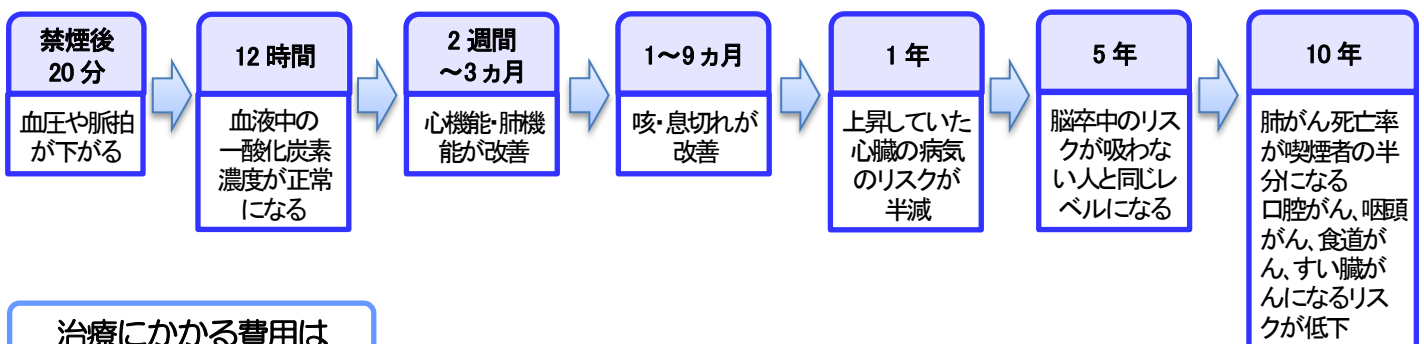 禁煙後
20 分
血圧や脈拍
が下がる
12 時間
血液中の
一酸化炭素
濃度が正常
になる
2 週間
～3 ヵ月
心機能・肺機
能が改善
1～9 ヵ月
咳・息切れが
改善
1 年
上昇していた
心臓の病気
のリスクが
半減
5 年
脳卒中のリス
クが吸わな
い人と同じレ
ベルになる
10 年
肺がん死亡率
が喫煙者の半
分になる
口腔がん、咽頭
がん、食道が
ん、すい臓が
んになるリス
クが低下
治療にかかる費用は